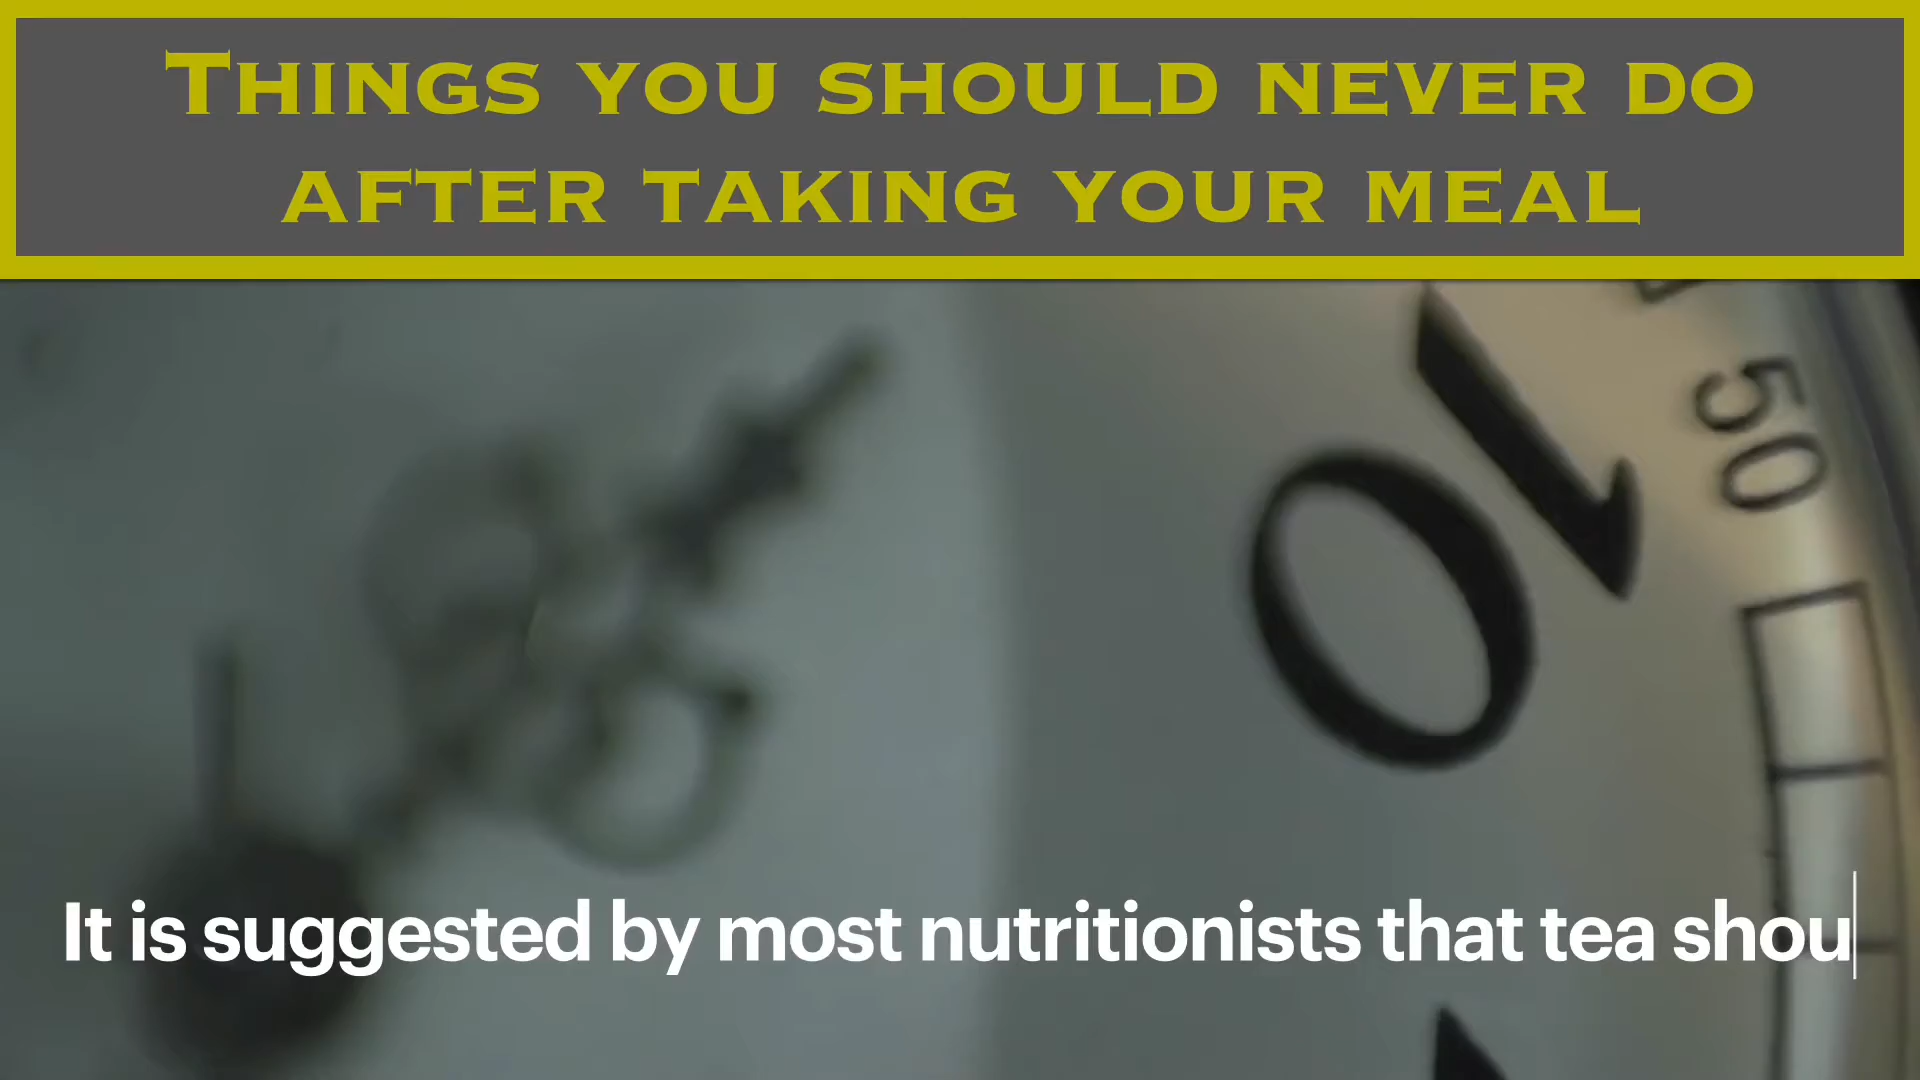 THINGS YOU SHOULD NEVER DO
AFTER TAKING YOUR MEAL
50
10
It is suggested by most nutritionists that tea shou